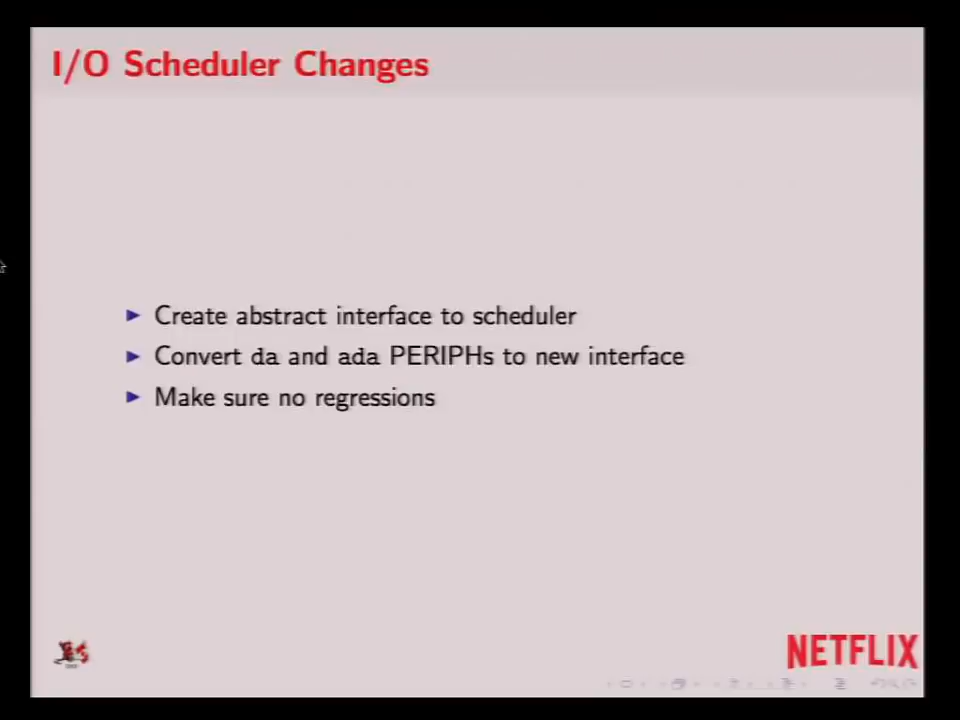 I/O Scheduler Changes
Create abstract interface to scheduler
Convert da and ada PERIPHs to new interface
Make sure no regressions
NETFLIX